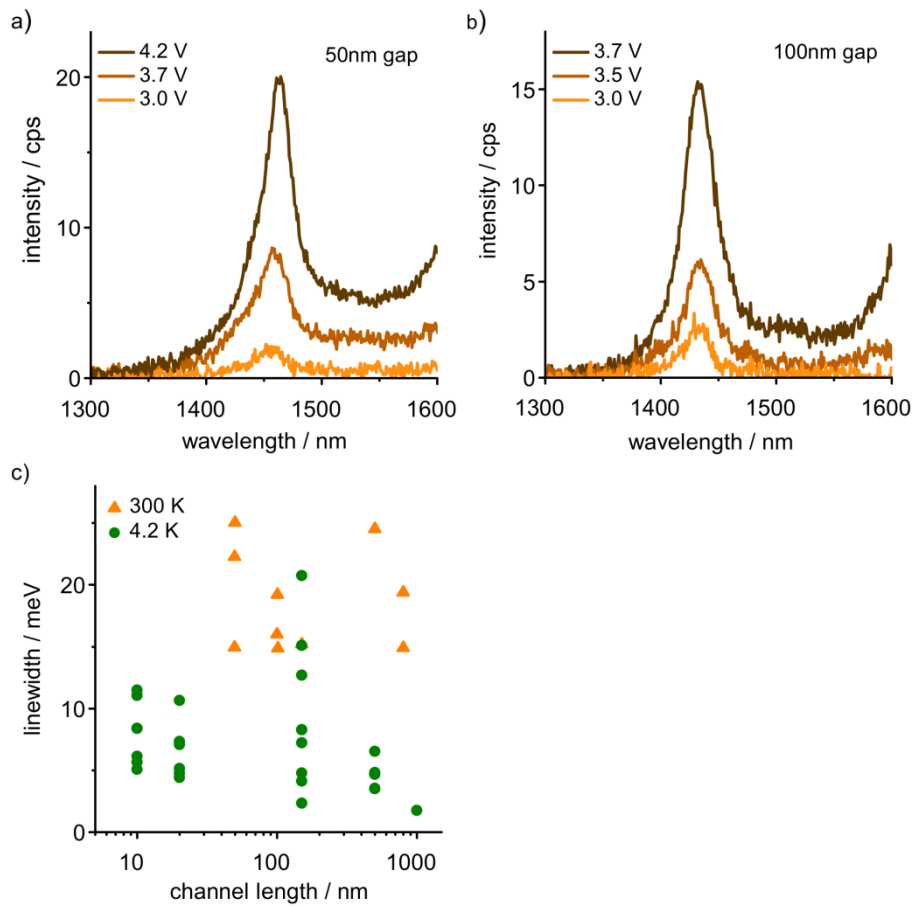 a)
4.2 V
3.7 V
3.0 V
50nm gap
20
10
0
intensity / cps
1300 1400 1500 1600
wavelength / nm
b)
3.7 V
3.5 V
3.0 V
100nm gap
15
10
5
0
intensity / cps
1300 1400 1500 1600
wavelength / nm
c)
300 K
4.2 K
20
10
0
linewidth / meV
10 100 1000
channel length / nm